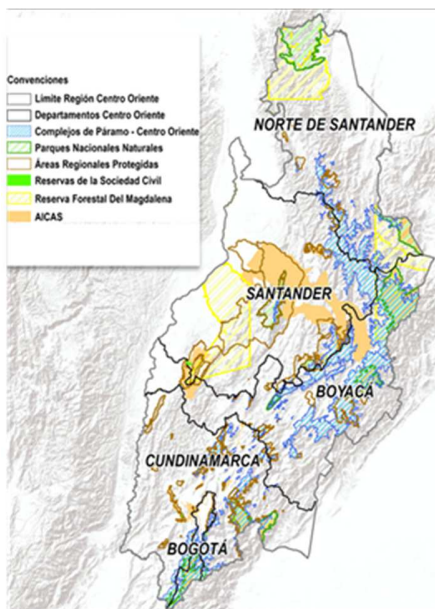 Convenciones
Limite Región Centro Oriente
Departamentos Centro Oriente
Complejos de Páramo - Centro Oriente
Parques Nacionales Naturales
Áreas Regionales Protegidas
Reservas de la Sociedad Civil
Reserva Forestal Del Magdalena
AICAS
NORTE DE SANTANDER
SANTANDER
BOYACÁ
CUNDINAMARCA
BOGOTÁ